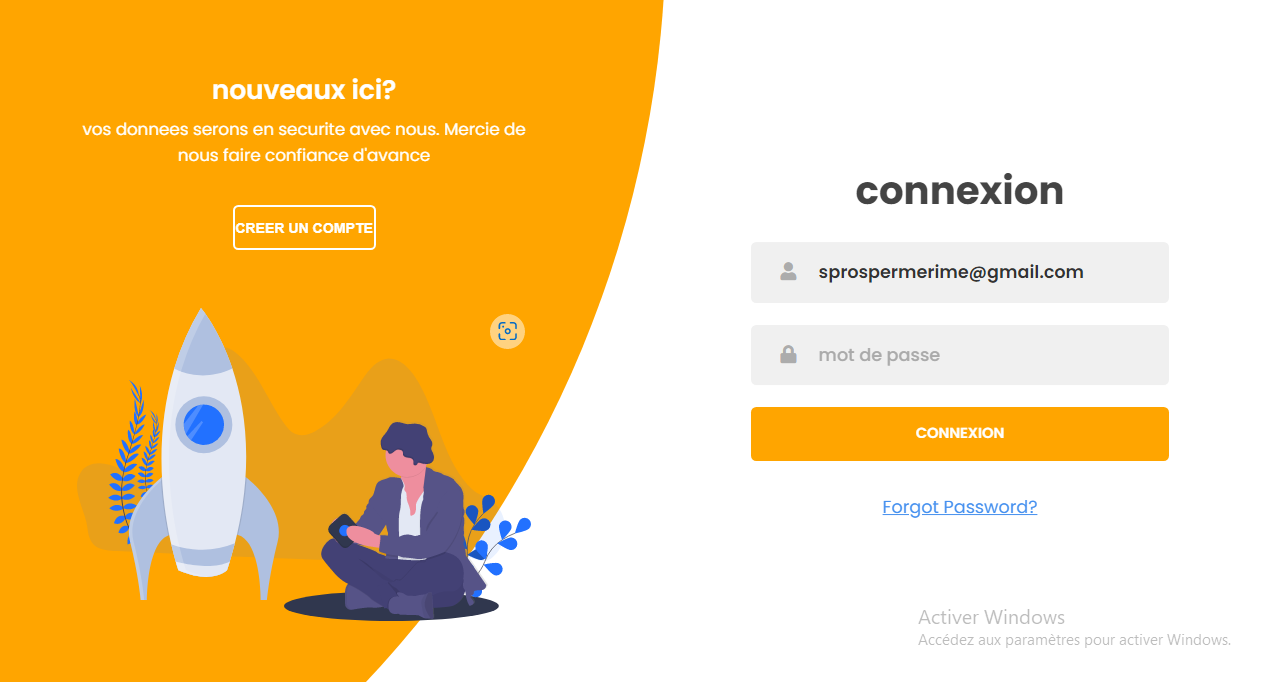 nouveaux ici?
vos donnees serons en securite avec nous. Mercie de
nous faire confiance d'avance
CREER UN COMPTE
connexion
sprospermerime@gmail.com
mot de passe
CONNEXION
Forgot Password?
Activer Windows
Accédez aux paramètres pour activer Windows.